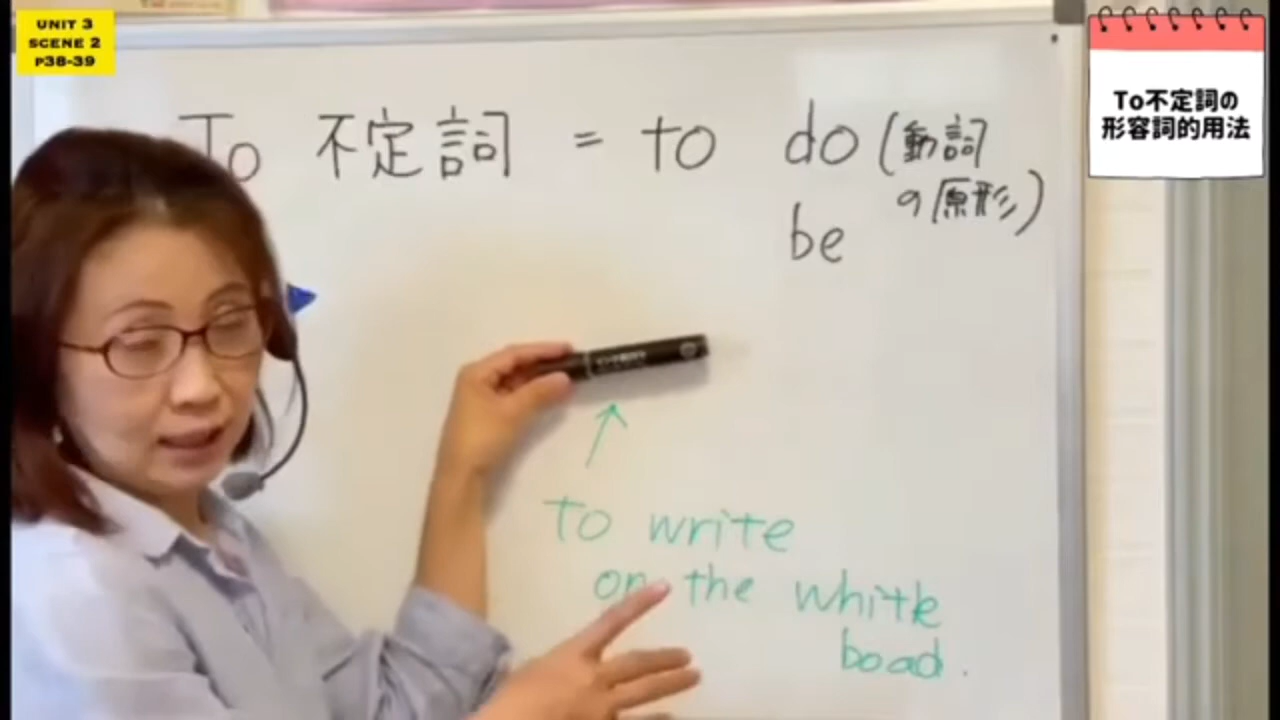 UNIT 3
SCENE 2
P38-39
To不定詞の
形容詞的用法
To 不定詞 = to do (動詞
の原形)
be
To write
on the white
boad.